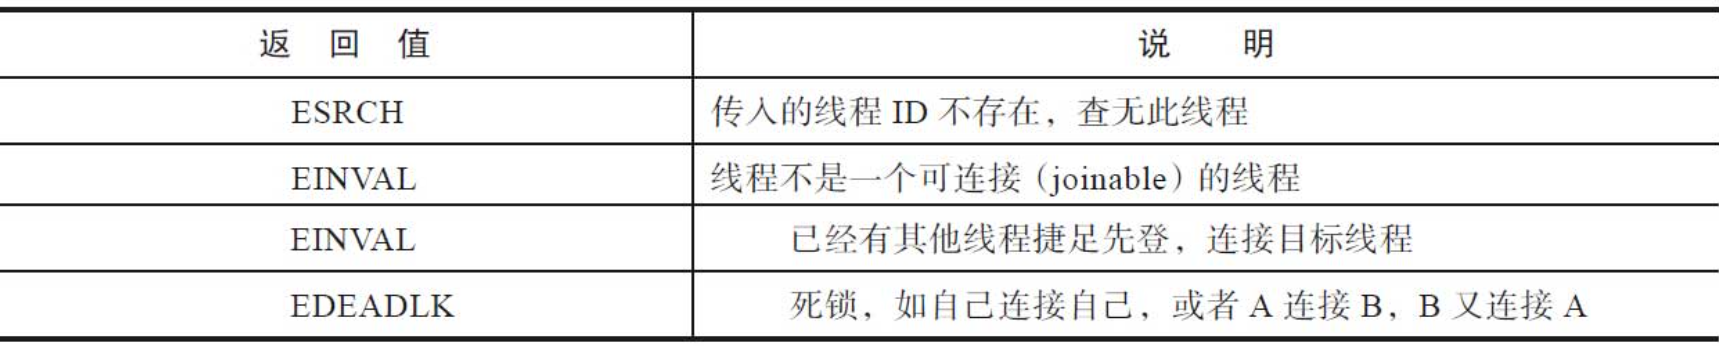 返 回 值 说 明
ESRCH 传入的线程 ID 不存在，查无此线程
EINVAL 线程不是一个可连接（joinable）的线程
EINVAL 已经有其他线程捷足先登，连接目标线程
EDEADLK 死锁，如自己连接自己，或者 A 连接 B，B 又连接 A